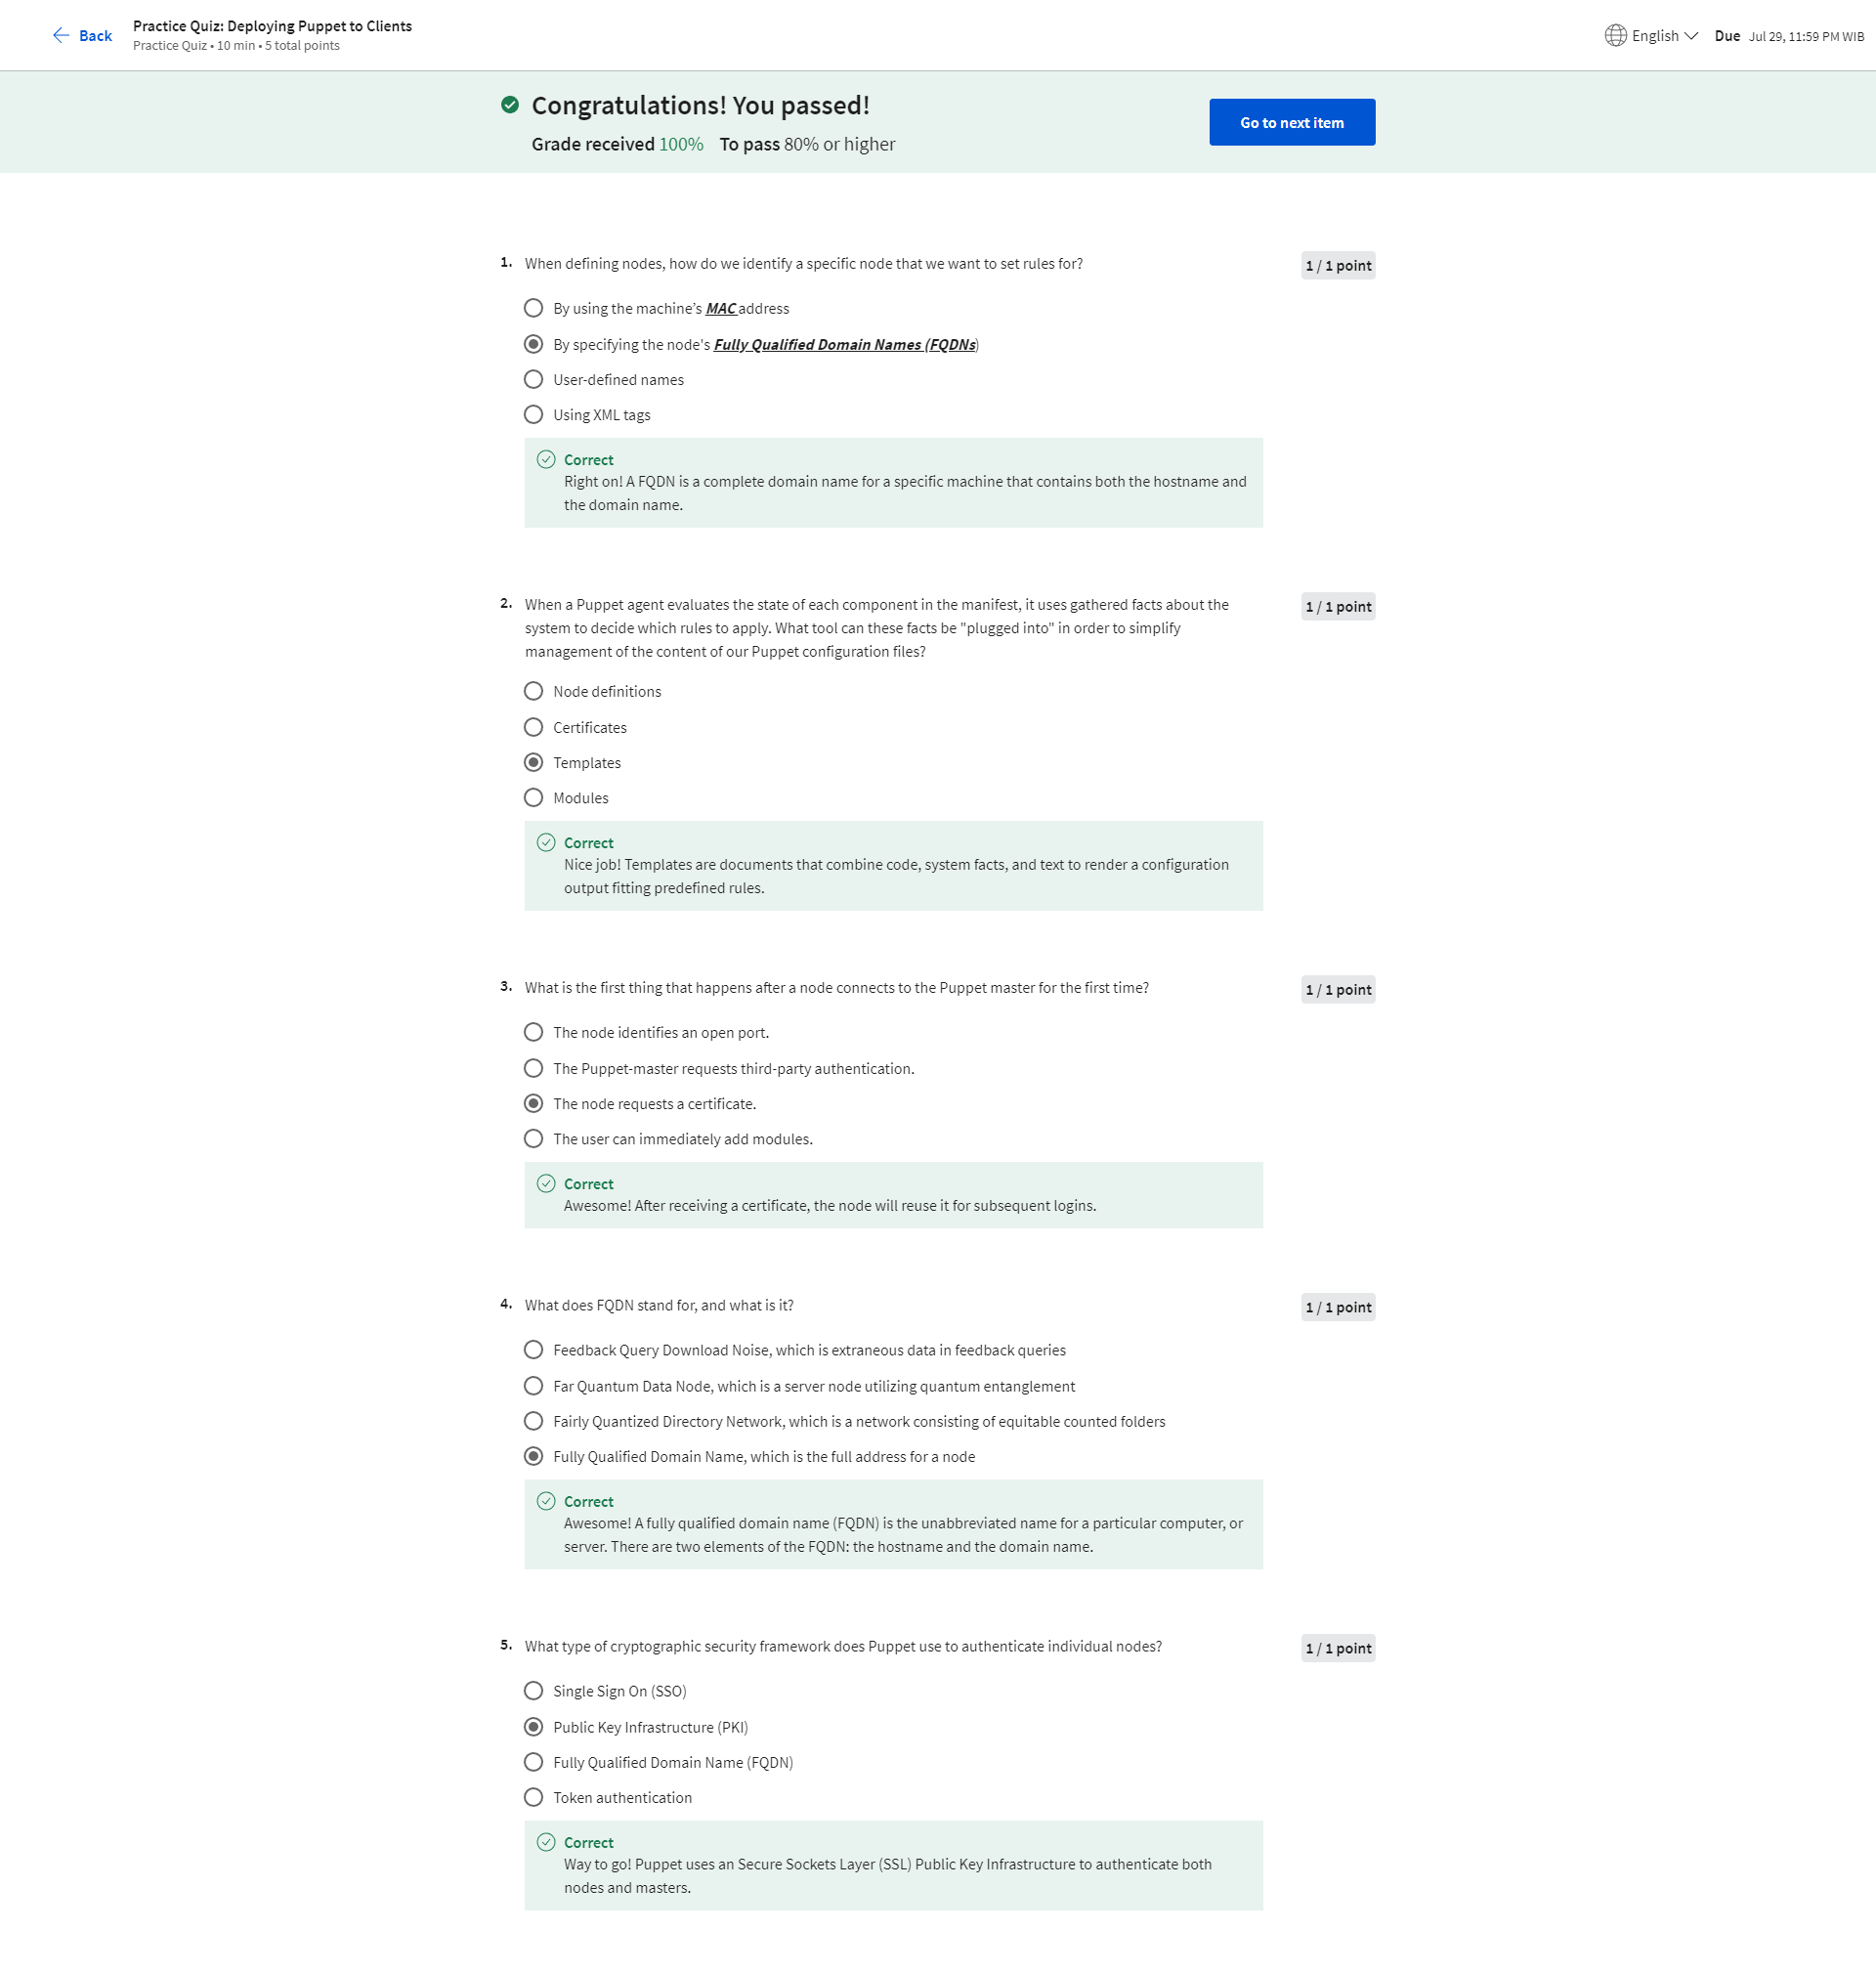 Back
Practice Quiz: Deploying Puppet to Clients
Practice Quiz • 10 min • 5 total points
English
Due Jul 29, 11:59 PM WIB
Congratulations! You passed!
Grade received 100% To pass 80% or higher
Go to next item
1. When defining nodes, how do we identify a specific node that we want to set rules for?
1 / 1 point
By using the machine’s MAC address
By specifying the node's Fully Qualified Domain Names (FQDNs)
User-defined names
Using XML tags
Correct
Right on! A FQDN is a complete domain name for a specific machine that contains both the hostname and
the domain name.
2. When a Puppet agent evaluates the state of each component in the manifest, it uses gathered facts about the
system to decide which rules to apply. What tool can these facts be "plugged into" in order to simplify
management of the content of our Puppet configuration files?
1 / 1 point
Node definitions
Certificates
Templates
Modules
Correct
Nice job! Templates are documents that combine code, system facts, and text to render a configuration
output fitting predefined rules.
3. What is the first thing that happens after a node connects to the Puppet master for the first time?
1 / 1 point
The node identifies an open port.
The Puppet-master requests third-party authentication.
The node requests a certificate.
The user can immediately add modules.
Correct
Awesome! After receiving a certificate, the node will reuse it for subsequent logins.
4. What does FQDN stand for, and what is it?
1 / 1 point
Feedback Query Download Noise, which is extraneous data in feedback queries
Far Quantum Data Node, which is a server node utilizing quantum entanglement
Fairly Quantized Directory Network, which is a network consisting of equitable counted folders
Fully Qualified Domain Name, which is the full address for a node
Correct
Awesome! A fully qualified domain name (FQDN) is the unabbreviated name for a particular computer, or
server. There are two elements of the FQDN: the hostname and the domain name.
5. What type of cryptographic security framework does Puppet use to authenticate individual nodes?
1 / 1 point
Single Sign On (SSO)
Public Key Infrastructure (PKI)
Fully Qualified Domain Name (FQDN)
Token authentication
Correct
Way to go! Puppet uses an Secure Sockets Layer (SSL) Public Key Infrastructure to authenticate both
nodes and masters.